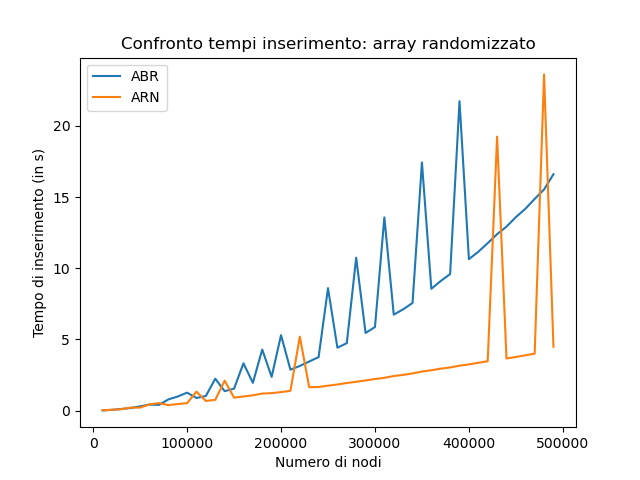 Confronto tempi inserimento: array randomizzato
ABR
ARN
Tempo di inserimento (in s)
20
15
10
5
0
0 100000 200000 300000 400000 500000
Numero di nodi